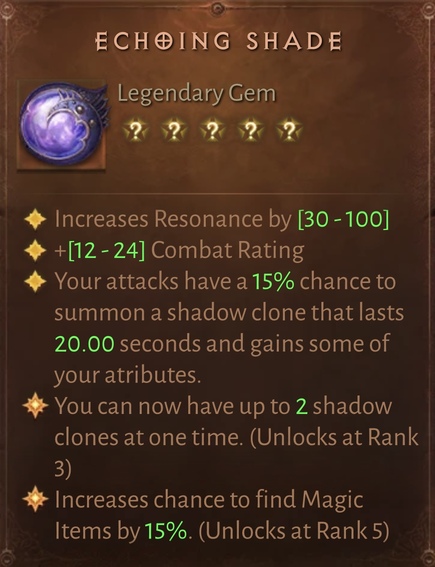 ECHOING SHADE
Legendary Gem
? ? ? ? ?
Increases Resonance by [30 - 100]
+[12 - 24] Combat Rating
Your attacks have a 15% chance to
summon a shadow clone that lasts
20.00 seconds and gains some of
your atributes.
You can now have up to 2 shadow
clones at one time. (Unlocks at Rank
3)
Increases chance to find Magic
Items by 15%. (Unlocks at Rank 5)